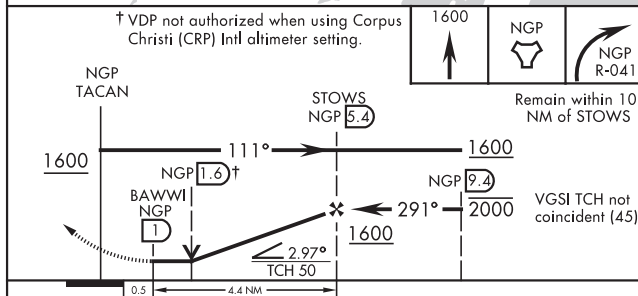 † VDP not authorized when using Corpus
Christi (CRP) Intl altimeter setting.
1600
NGP
NGP
R-041
NGP
TACAN
STOWS
NGP 5.4
Remain within 10
NM of STOWS
1600
111°
1600
NGP 1.6 †
NGP 9.4
BAWWI
NGP
1
291°
2000
VGSI TCH not
coincident (45)
1600
2.97°
TCH 50
0.5
4.4 NM